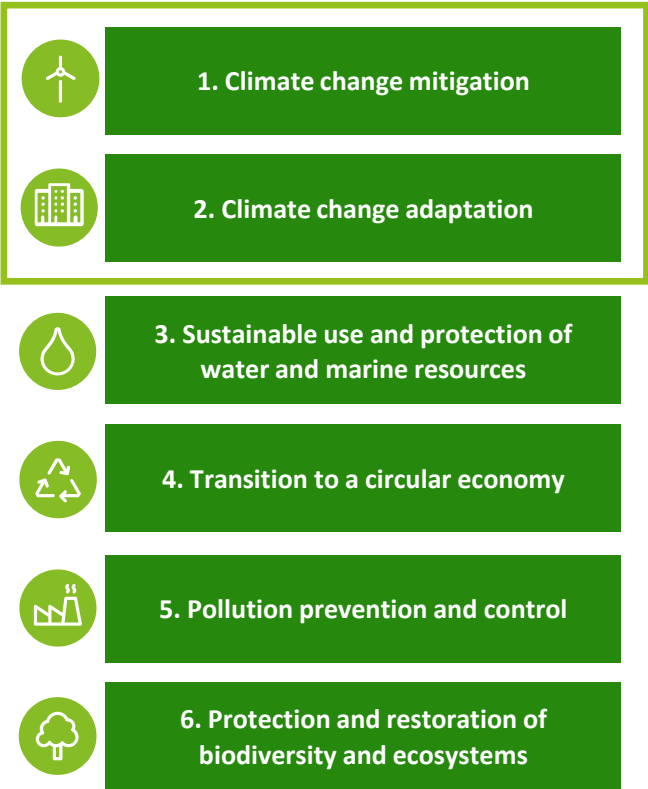 1. Climate change mitigation
2. Climate change adaptation
3. Sustainable use and protection of
water and marine resources
4. Transition to a circular economy
5. Pollution prevention and control
6. Protection and restoration of
biodiversity and ecosystems